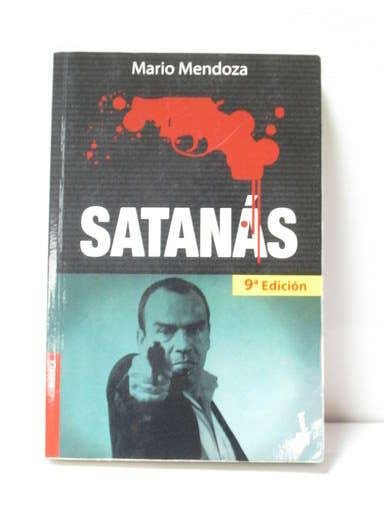 Mario Mendoza
SATANÁS
9ª Edición